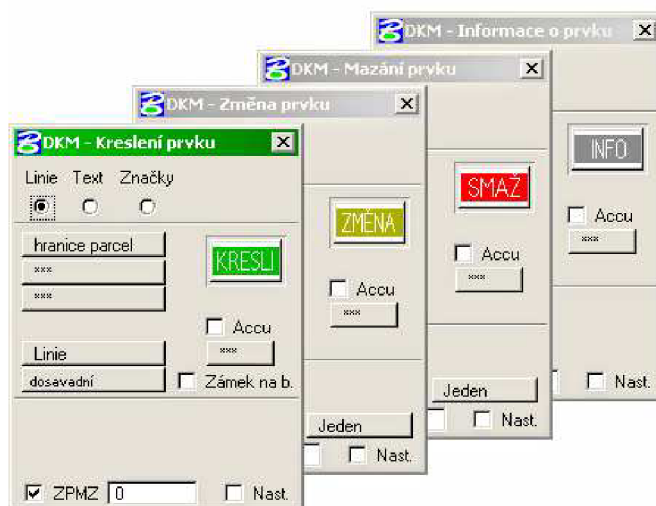 DKM - Informace o prvku
DKM - Mazání prvku
DKM - Změna prvku
DKM - Kreslení prvku
Linie Text Značky
hranice parcel
***
***
KRESLI
Accu
***
Linie
dosavadní
Zámek na b.
ZPMZ 0
Nast.
ZMĚNA
Accu
***
Jeden
Nast.
SMAŽ
Accu
***
Jeden
Nast.
INFO
Accu
***
Nast.